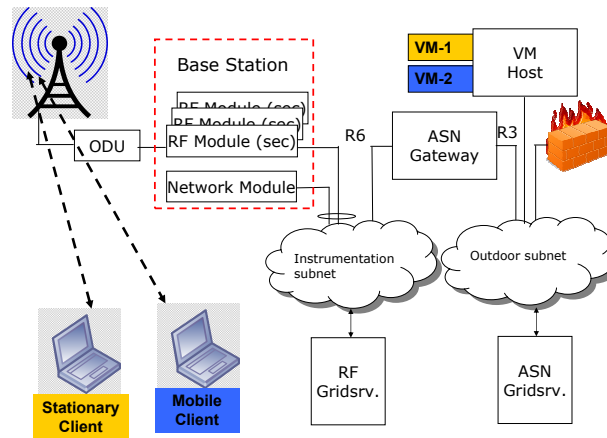 VM-1
VM-2
VM
Host
Base Station
RF Module (sec)
RF Module (sec)
RF Module (sec)
ODU
R6
ASN
Gateway
R3
Network Module
Instrumentation
subnet
Outdoor subnet
RF
Gridsrv.
ASN
Gridsrv.
Stationary
Client
Mobile
Client